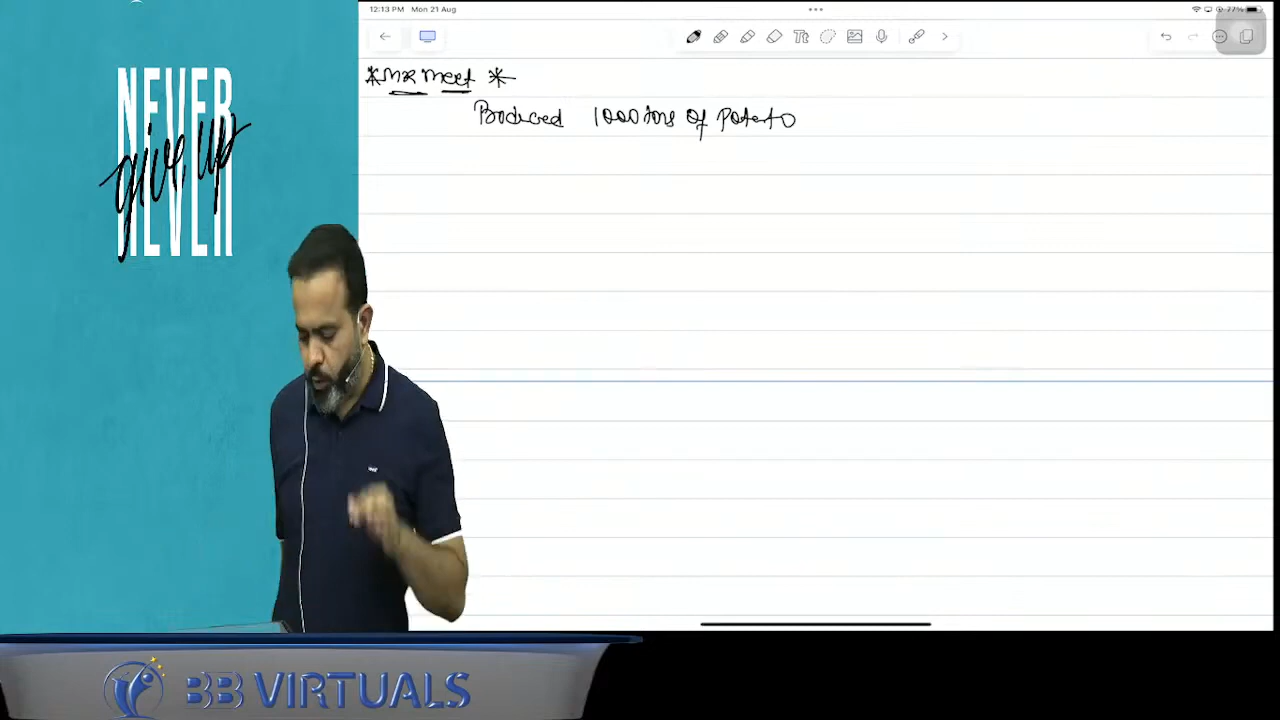 12:13 PM Mon 21 Aug
77%
NEVER
give up
NEVER
*Mr Meet *
Produced 1000 tons of Potato
BB VIRTUALS